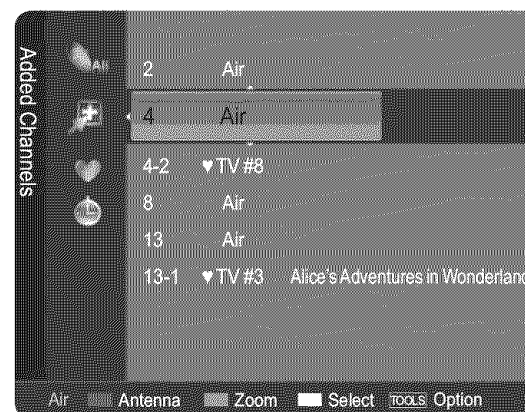 Added Channels
All
2 Air
4 Air
4-2 ♥ TV #8
8 Air
13 Air
13-1 ♥ TV #3 Alice's Adventures in Wonderland
Air Antenna Zoom Select TOOLS Option